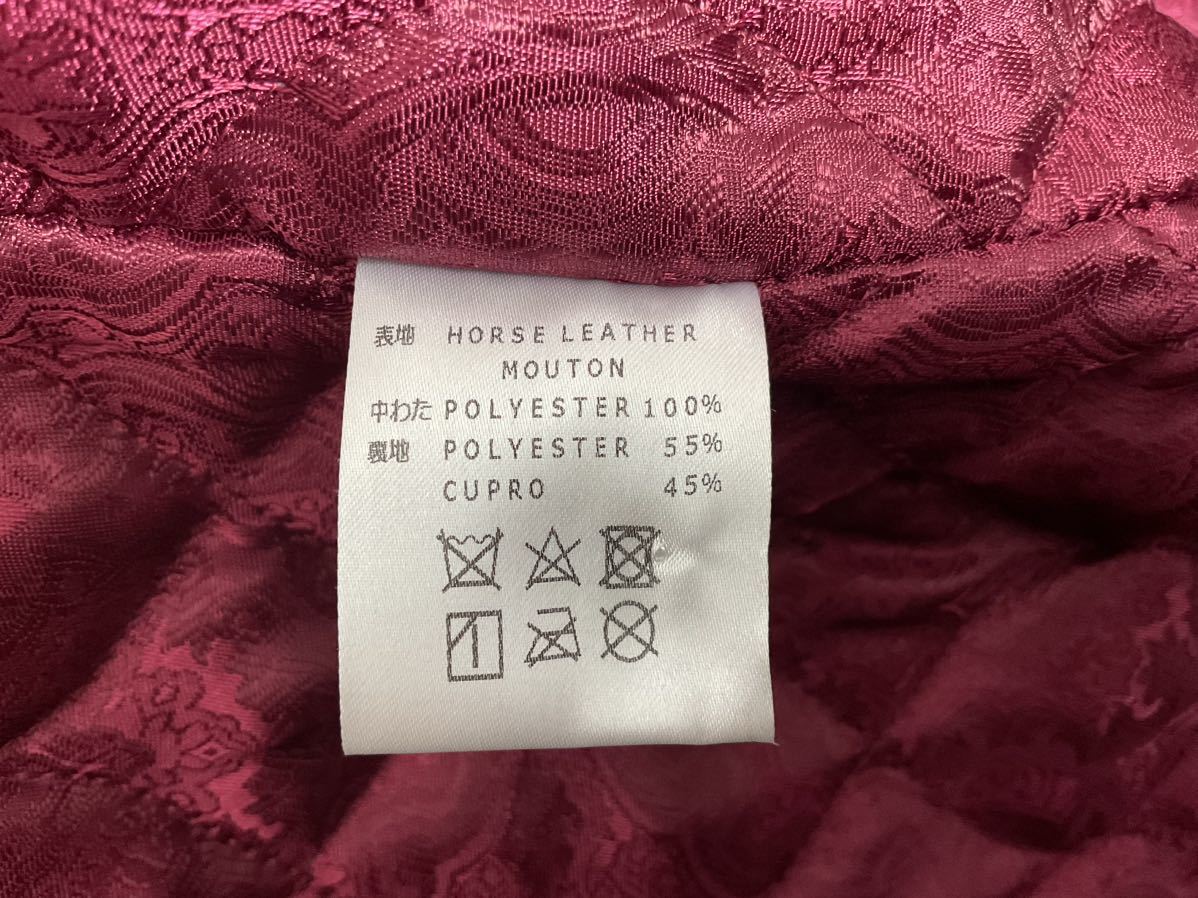 表地 HORSE LEATHER
MOUTON
中わた POLYESTER 100%
裏地 POLYESTER 55%
CUPRO 45%